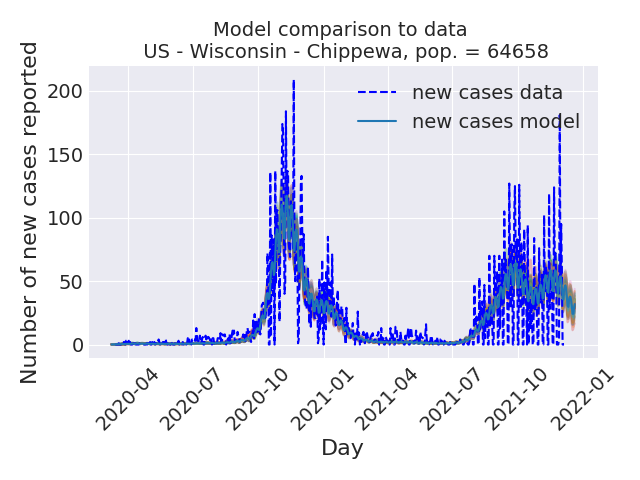 Model comparison to data
US - Wisconsin - Chippewa, pop. = 64658
Number of new cases reported
200
150
100
50
0
new cases data
new cases model
2020-04
2020-07
2020-10
2021-01
2021-04
2021-07
2021-10
2022-01
Day